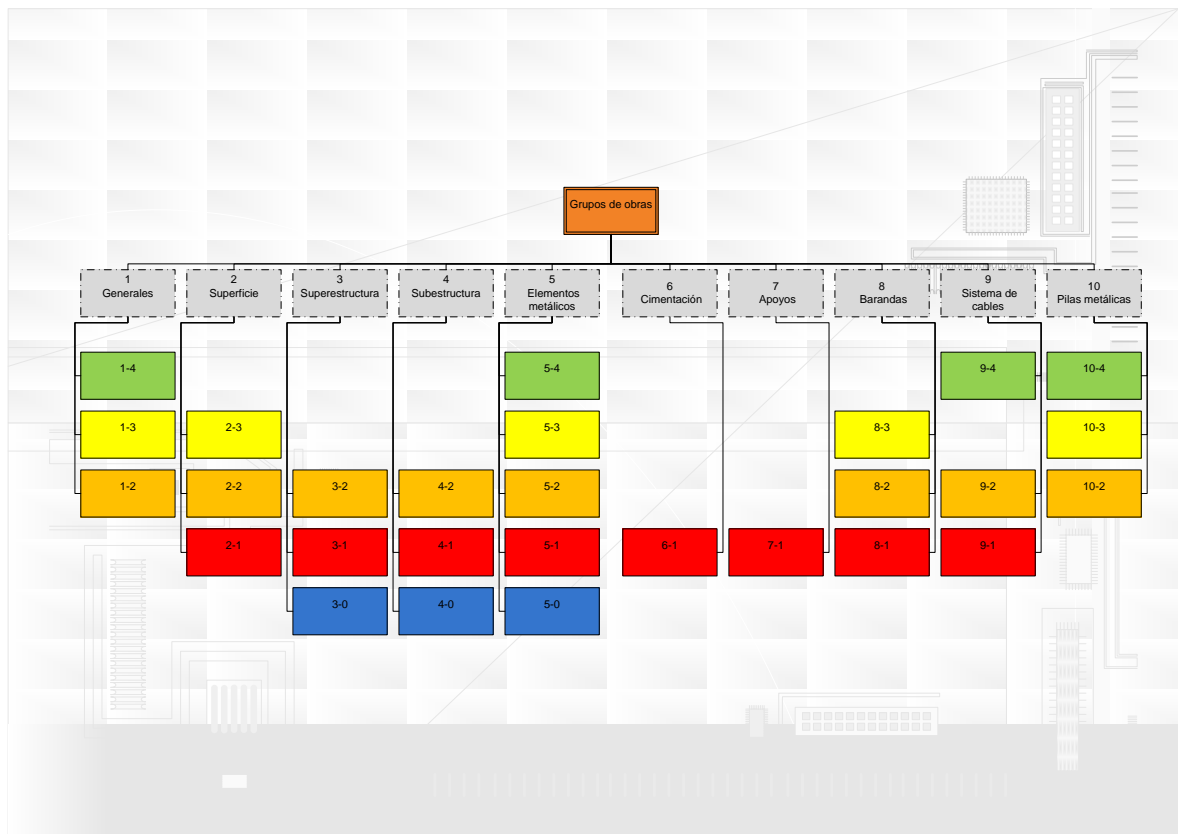 Grupos de obras
1
Generales
2
Superficie
3
Superestructura
4
Subestructura
5
Elementos
metálicos
6
Cimentación
7
Apoyos
8
Barandas
9
Sistema de
cables
10
Pilas metálicas
1-4
5-4
9-4
10-4
1-3
2-3
5-3
8-3
10-3
1-2
2-2
3-2
4-2
5-2
8-2
9-2
10-2
2-1
3-1
4-1
5-1
6-1
7-1
8-1
9-1
3-0
4-0
5-0